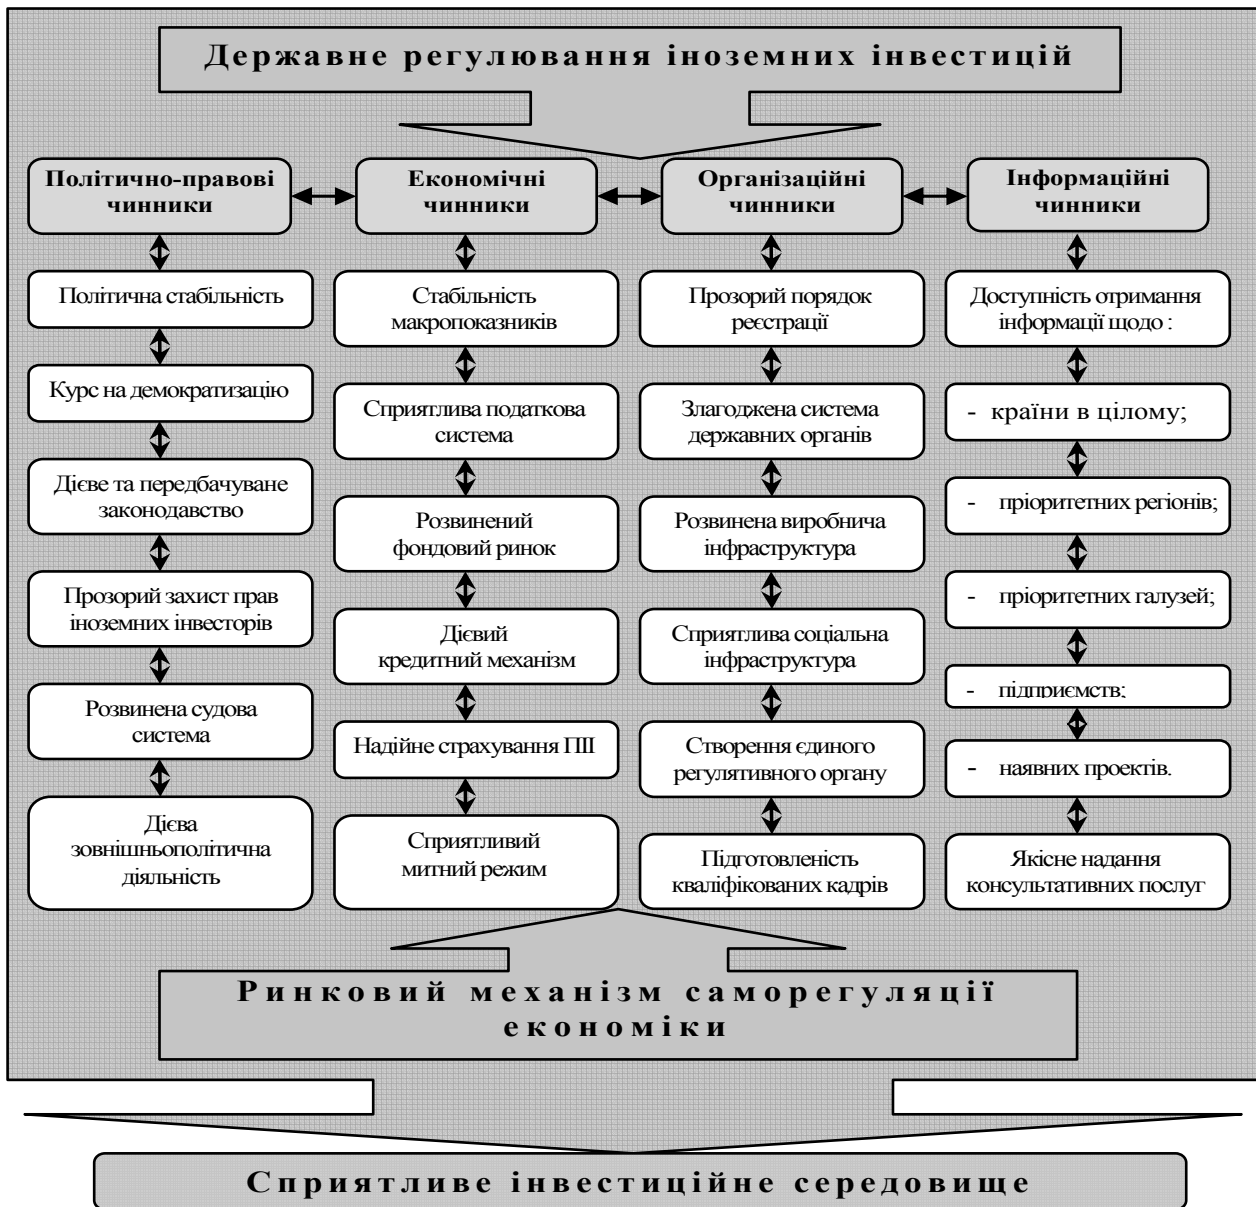 Державне регулювання іноземних інвестицій
Політично-правові
чинники
Економічні
чинники
Організаційні
чинники
Інформаційні
чинники
Політична стабільність
Курс на демократизацію
Дієве та передбачуване
законодавство
Прозорий захист прав
іноземних інвесторів
Розвинена судова
система
Дієва
зовнішньополітична
діяльність
Стабільність
макропоказників
Сприятлива податкова
система
Розвинений
фондовий ринок
Дієвий
кредитний механізм
Надійне страхування ПІІ
Сприятливий
митний режим
Прозорий порядок
реєстрації
Злагоджена система
державних органів
Розвинена виробнича
інфраструктура
Сприятлива соціальна
інфраструктура
Створення єдиного
регулятивного органу
Підготовленість
кваліфікованих кадрів
Доступність отримання
інформації щодо :
- країни в цілому;
- пріоритетних регіонів;
- пріоритетних галузей;
- підприємств;
- наявних проектів.
Якісне надання
консультативних послуг
Ринковий механізм саморегуляції
економіки
Сприятливе інвестиційне середовище